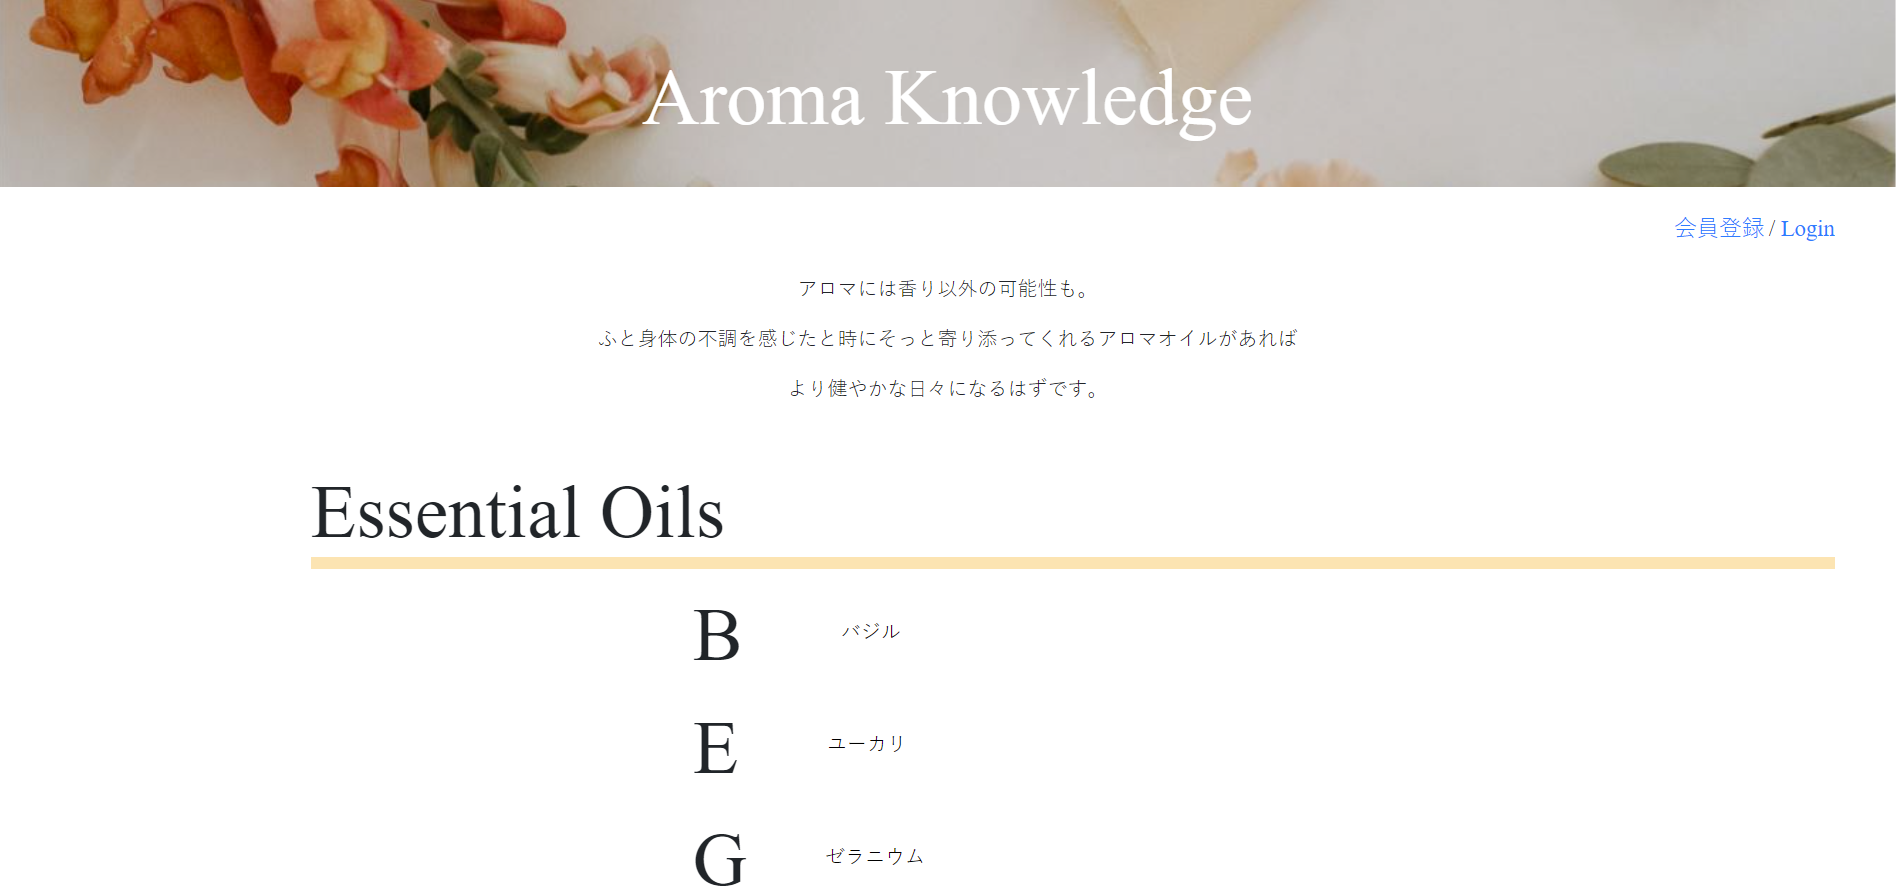 Aroma Knowledge
会員登録 / Login
アロマには香り以外の可能性も。
ふと身体の不調を感じたと時にそっと寄り添ってくれるアロマオイルがあれば
より健やかな日々になるはずです。
Essential Oils
B バジル
E ユーカリ
G ゼラニウム